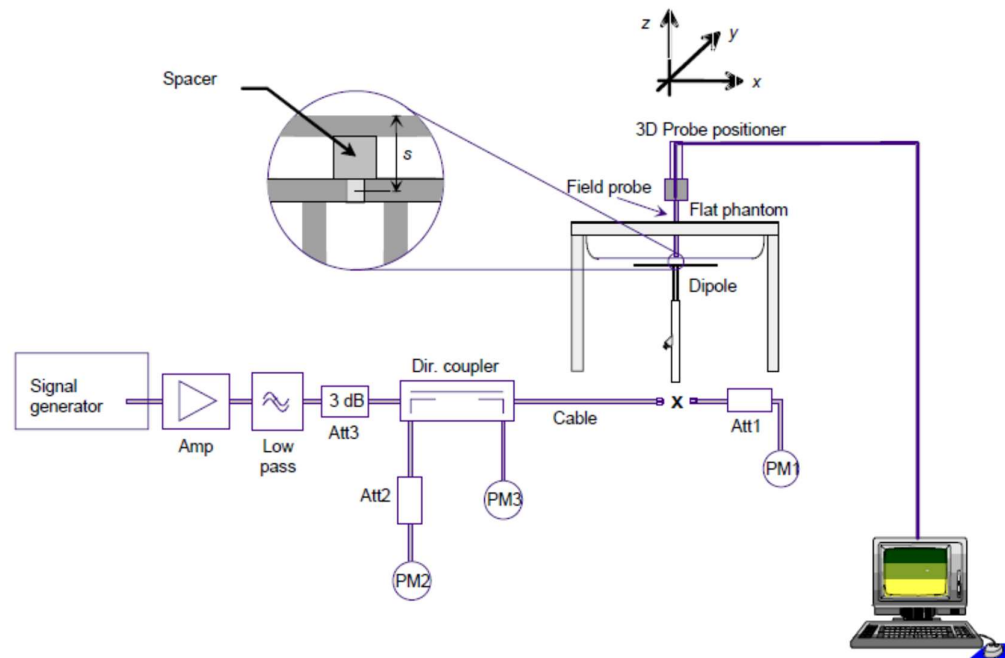 z
y
x
Spacer
s
3D Probe positioner
Field probe
Flat phantom
Dipole
Signal
generator
Amp
Low
pass
3 dB
Att3
Dir. coupler
Cable
X
Att1
PM1
Att2
PM3
PM2